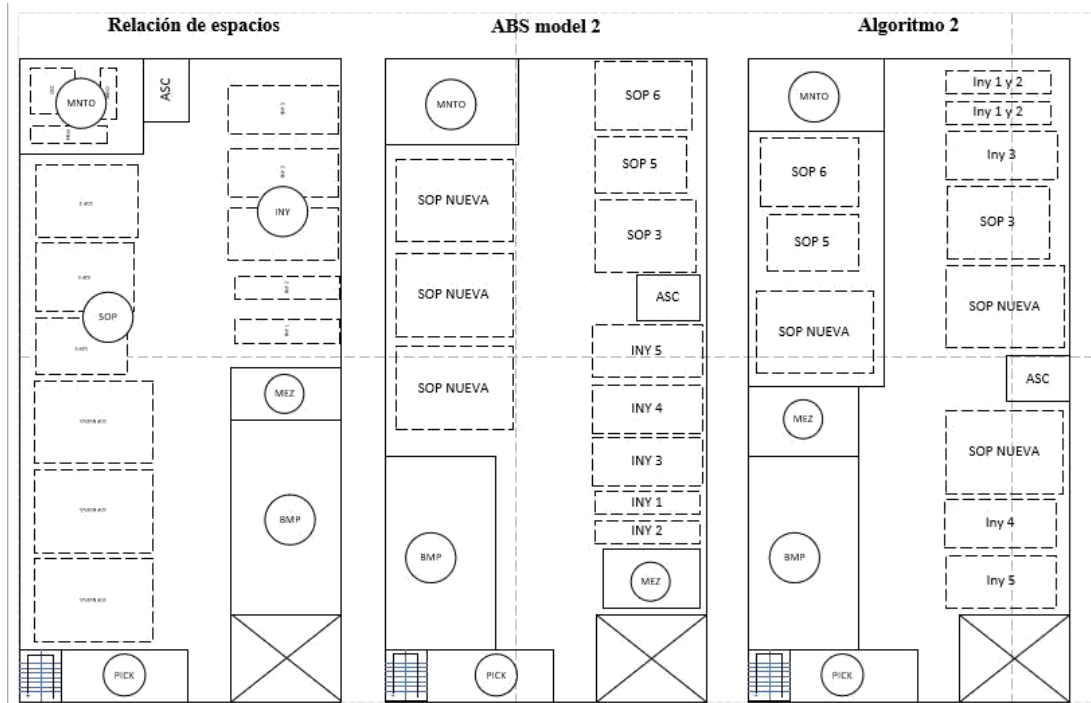 Relación de espacios
ABS model 2
Algoritmo 2
MNTO
ASC
INY
SOP
MEZ
BMP
PICK
MNTO
SOP 6
SOP 5
SOP NUEVA
SOP 3
SOP NUEVA
ASC
SOP NUEVA
INY 5
INY 4
INY 3
INY 1
INY 2
BMP
MEZ
PICK
MNTO
Iny 1 y 2
Iny 1 y 2
Iny 3
SOP 6
SOP 5
SOP 3
SOP NUEVA
SOP NUEVA
ASC
MEZ
SOP NUEVA
Iny 4
BMP
Iny 5
PICK